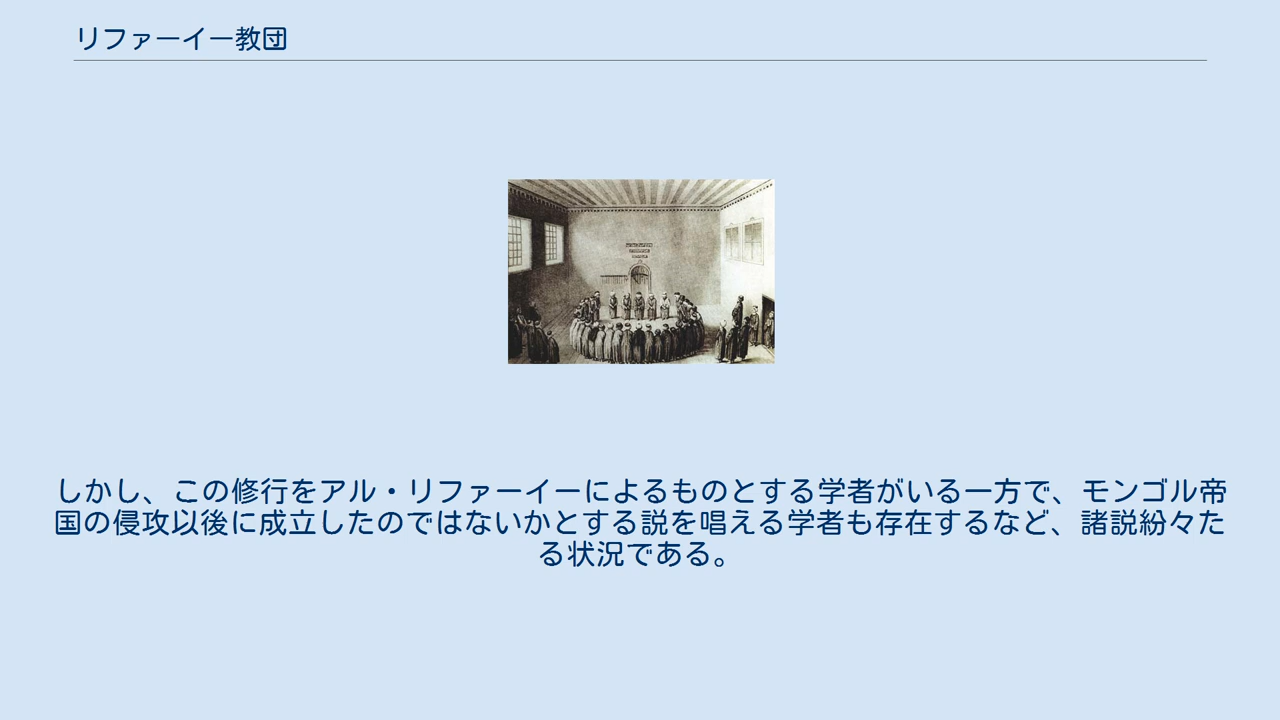 リファーイー教団
しかし、この修行をアル・リファーイーによるものとする学者がいる一方で、モンゴル帝
国の侵攻以後に成立したのではないかとする説を唱える学者も存在するなど、諸説紛々た
る状況である。